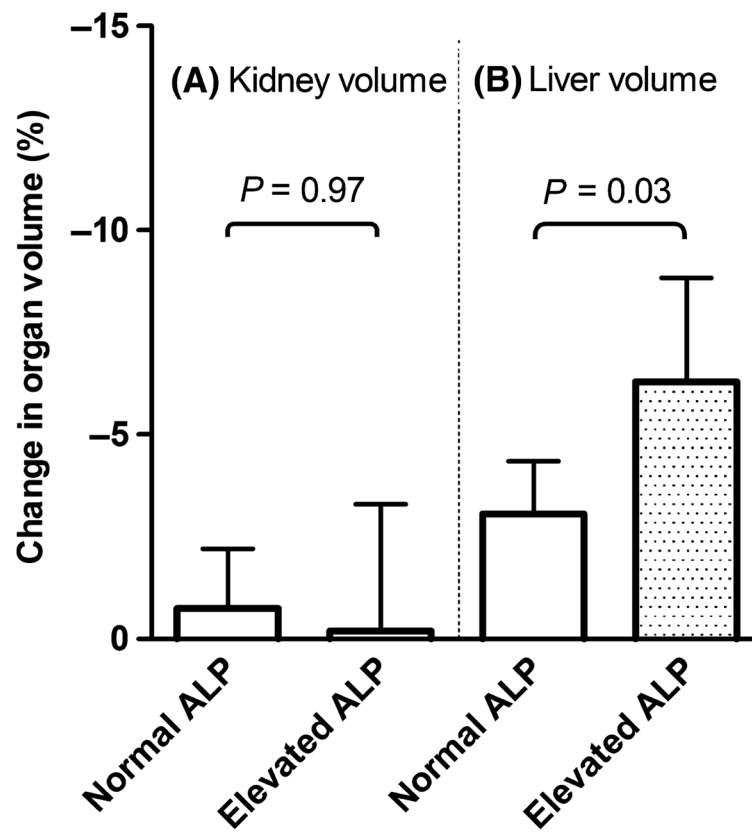 Change in organ volume (%)
–15
–10
–5
0
(A) Kidney volume
(B) Liver volume
P = 0.97
P = 0.03
Normal ALP
Elevated ALP
Normal ALP
Elevated ALP